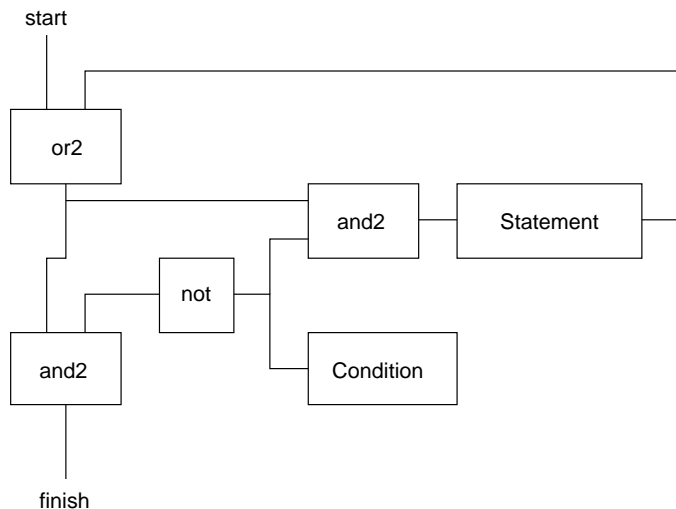 start
or2
and2
Statement
not
and2
Condition
finish